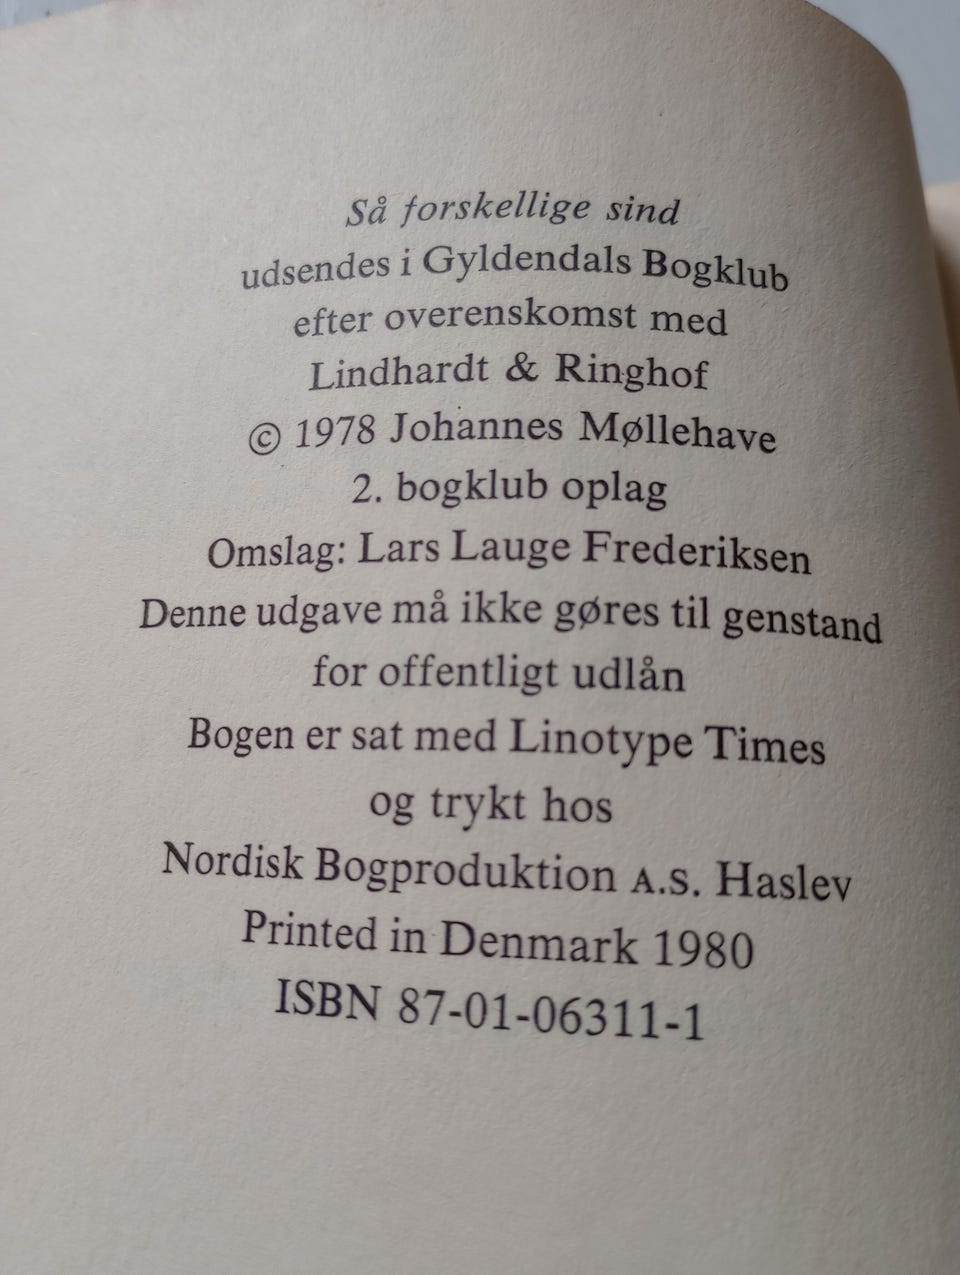 Så forskellige sind
udsendes i Gyldendals Bogklub
efter overenskomst med
Lindhardt & Ringhof
© 1978 Johannes Møllehave
2. bogklub oplag
Omslag: Lars Lauge Frederiksen
Denne udgave må ikke gøres til genstand
for offentligt udlån
Bogen er sat med Linotype Times
og trykt hos
Nordisk Bogproduktion A.S. Haslev
Printed in Denmark 1980
ISBN 87-01-06311-1